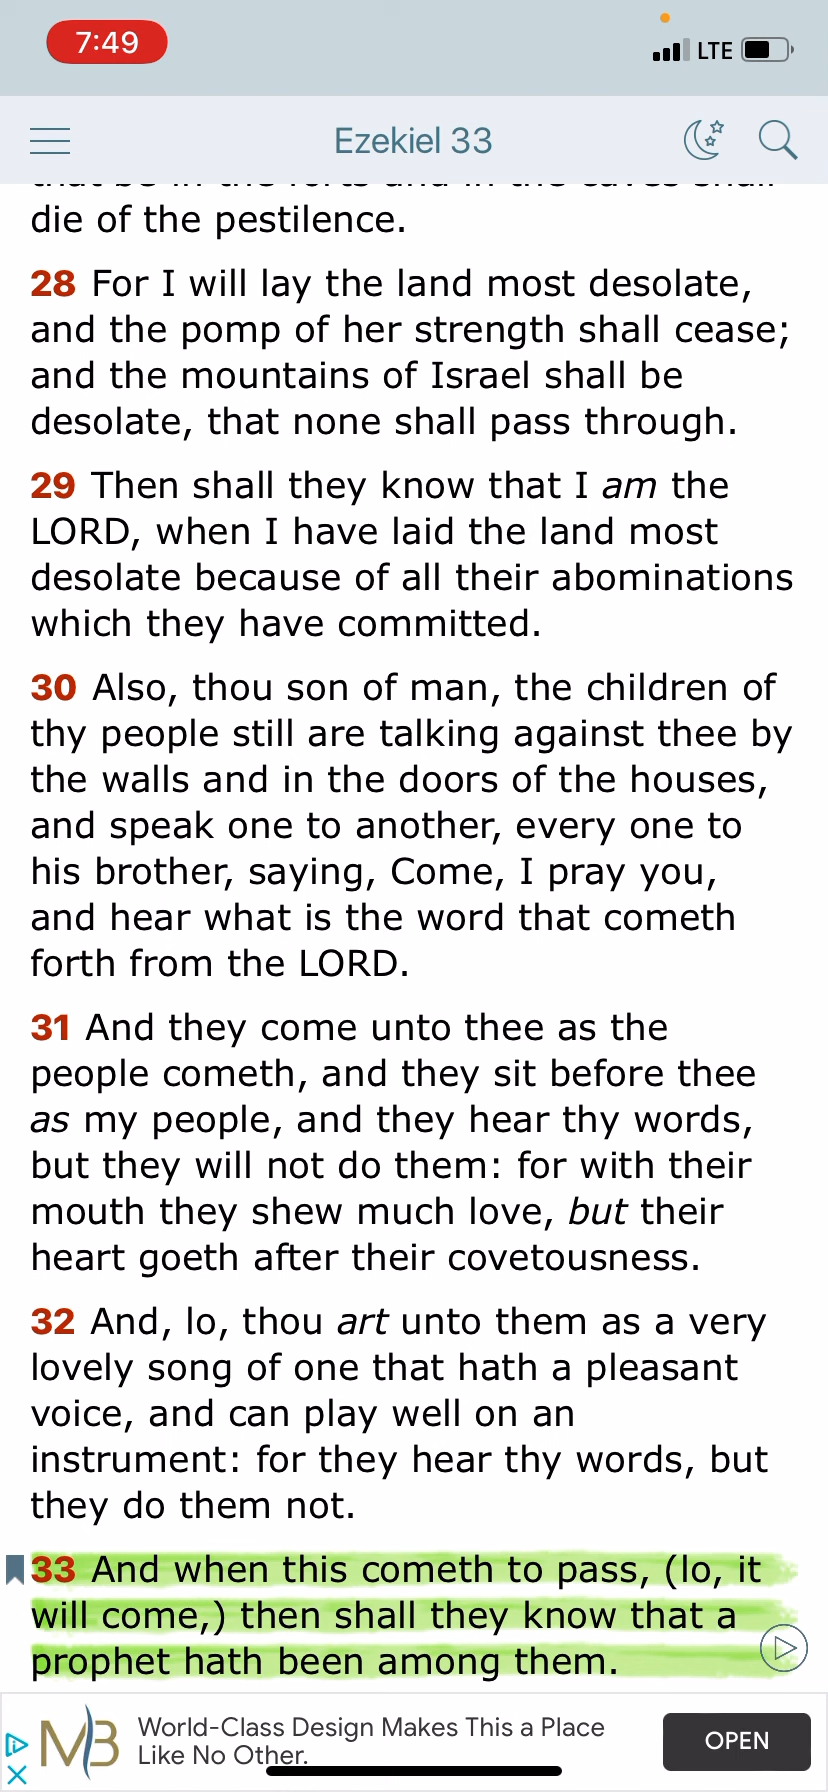 7:49
LTE
Ezekiel 33
that be in the forts and in the caves shall
die of the pestilence.
28 For I will lay the land most desolate,
and the pomp of her strength shall cease;
and the mountains of Israel shall be
desolate, that none shall pass through.
29 Then shall they know that I am the
LORD, when I have laid the land most
desolate because of all their abominations
which they have committed.
30 Also, thou son of man, the children of
thy people still are talking against thee by
the walls and in the doors of the houses,
and speak one to another, every one to
his brother, saying, Come, I pray you,
and hear what is the word that cometh
forth from the LORD.
31 And they come unto thee as the
people cometh, and they sit before thee
as my people, and they hear thy words,
but they will not do them: for with their
mouth they shew much love, but their
heart goeth after their covetousness.
32 And, lo, thou art unto them as a very
lovely song of one that hath a pleasant
voice, and can play well on an
instrument: for they hear thy words, but
they do them not.
33 And when this cometh to pass, (lo, it
will come,) then shall they know that a
prophet hath been among them.
MB
World-Class Design Makes This a Place
Like No Other.
OPEN